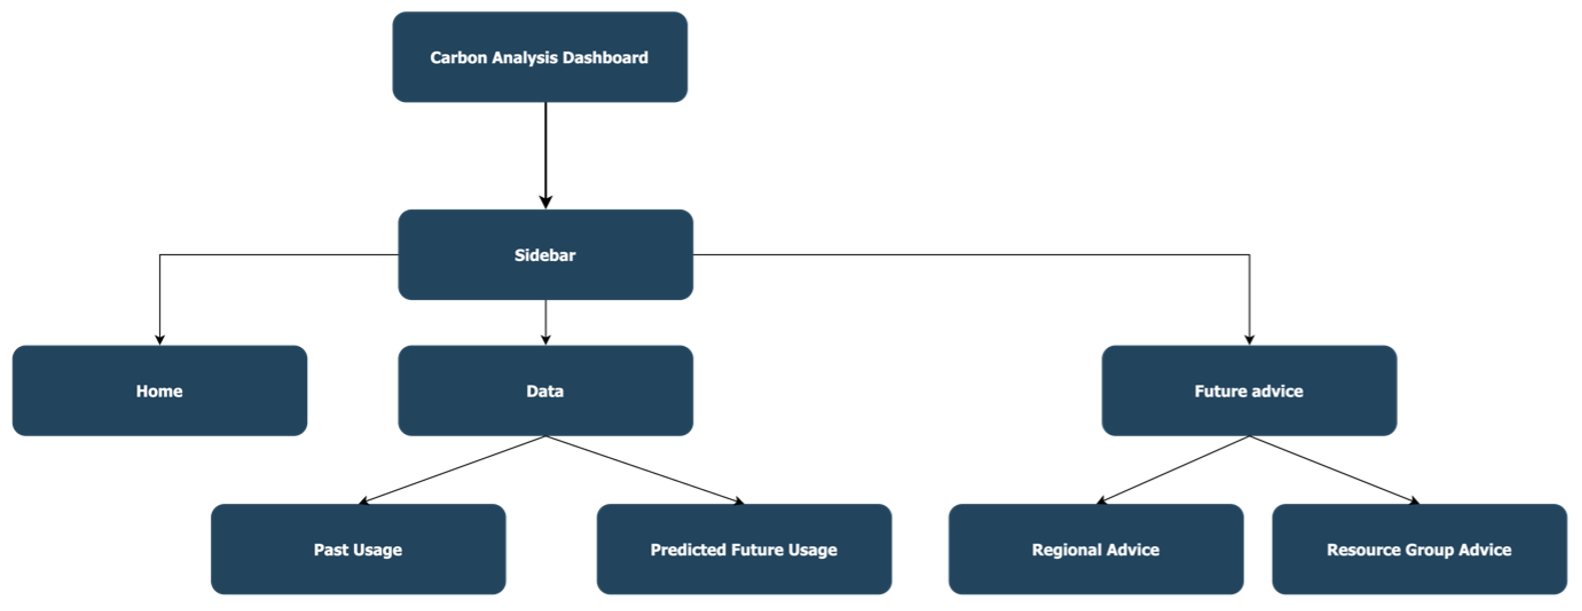 Carbon Analysis Dashboard
Sidebar
Home
Data
Future advice
Past Usage
Predicted Future Usage
Regional Advice
Resource Group Advice